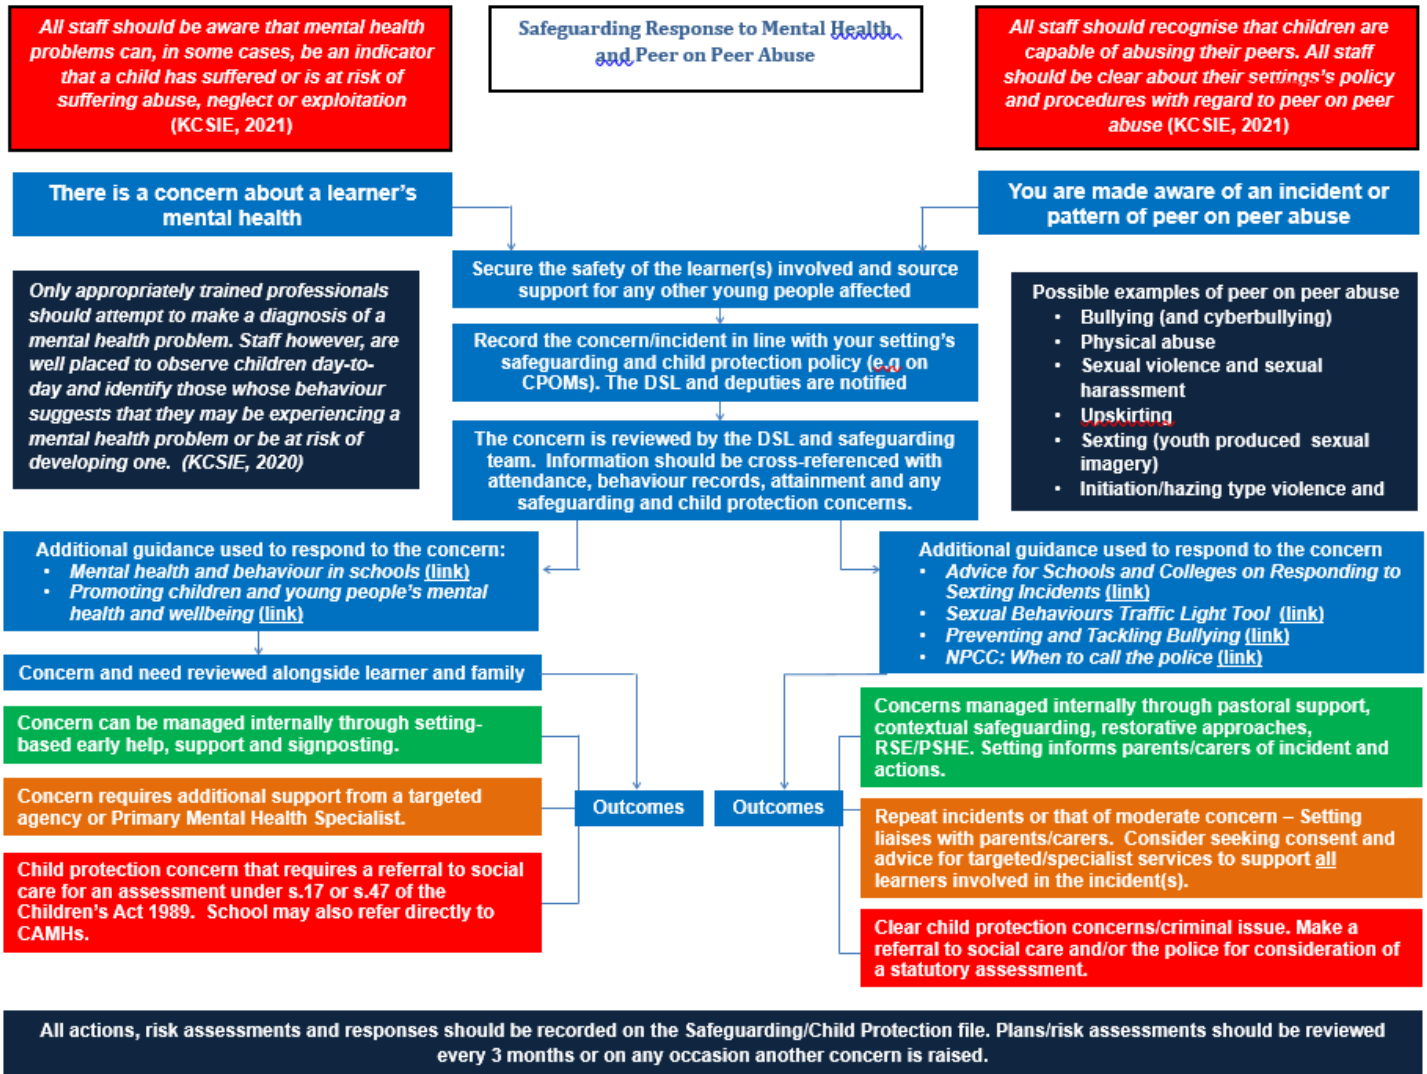 All staff should be aware that mental health
problems can, in some cases, be an indicator
that a child has suffered or is at risk of
suffering abuse, neglect or exploitation
(KCSIE, 2021)
Safeguarding Response to Mental Health
and Peer on Peer Abuse
All staff should recognise that children are
capable of abusing their peers. All staff
should be clear about their settings's policy
and procedures with regard to peer on peer
abuse (KCSIE, 2021)
There is a concern about a learner's
mental health
You are made aware of an incident or
pattern of peer on peer abuse
Secure the safety of the learner(s) involved and source
support for any other young people affected
Only appropriately trained professionals
should attempt to make a diagnosis of a
mental health problem. Staff however, are
well placed to observe children day-to-
day and identify those whose behaviour
suggests that they may be experiencing a
mental health problem or be at risk of
developing one. (KCSIE, 2020)
Record the concern/incident in line with your setting's
safeguarding and child protection policy (e.g on
CPOMs). The DSL and deputies are notified
Possible examples of peer on peer abuse
• Bullying (and cyberbullying)
• Physical abuse
• Sexual violence and sexual
harassment
• Upskirting
• Sexting (youth produced sexual
imagery)
• Initiation/hazing type violence and
The concern is reviewed by the DSL and safeguarding
team. Information should be cross-referenced with
attendance, behaviour records, attainment and any
safeguarding and child protection concerns.
Additional guidance used to respond to the concern:
• Mental health and behaviour in schools (link)
• Promoting children and young people's mental
health and wellbeing (link)
Additional guidance used to respond to the concern
• Advice for Schools and Colleges on Responding to
Sexting Incidents (link)
• Sexual Behaviours Traffic Light Tool (link)
• Preventing and Tackling Bullying (link)
• NPCC: When to call the police (link)
Concern and need reviewed alongside learner and family
Concern can be managed internally through setting-
based early help, support and signposting.
Concern requires additional support from a targeted
agency or Primary Mental Health Specialist.
Child protection concern that requires a referral to social
care for an assessment under s.17 or s.47 of the
Children's Act 1989. School may also refer directly to
CAMHs.
Outcomes
Outcomes
Concerns managed internally through pastoral support,
contextual safeguarding, restorative approaches,
RSE/PSHE. Setting informs parents/carers of incident and
actions.
Repeat incidents or that of moderate concern – Setting
liaises with parents/carers. Consider seeking consent and
advice for targeted/specialist services to support all
learners involved in the incident(s).
Clear child protection concerns/criminal issue. Make a
referral to social care and/or the police for consideration of
a statutory assessment.
All actions, risk assessments and responses should be recorded on the Safeguarding/Child Protection file. Plans/risk assessments should be reviewed
every 3 months or on any occasion another concern is raised.